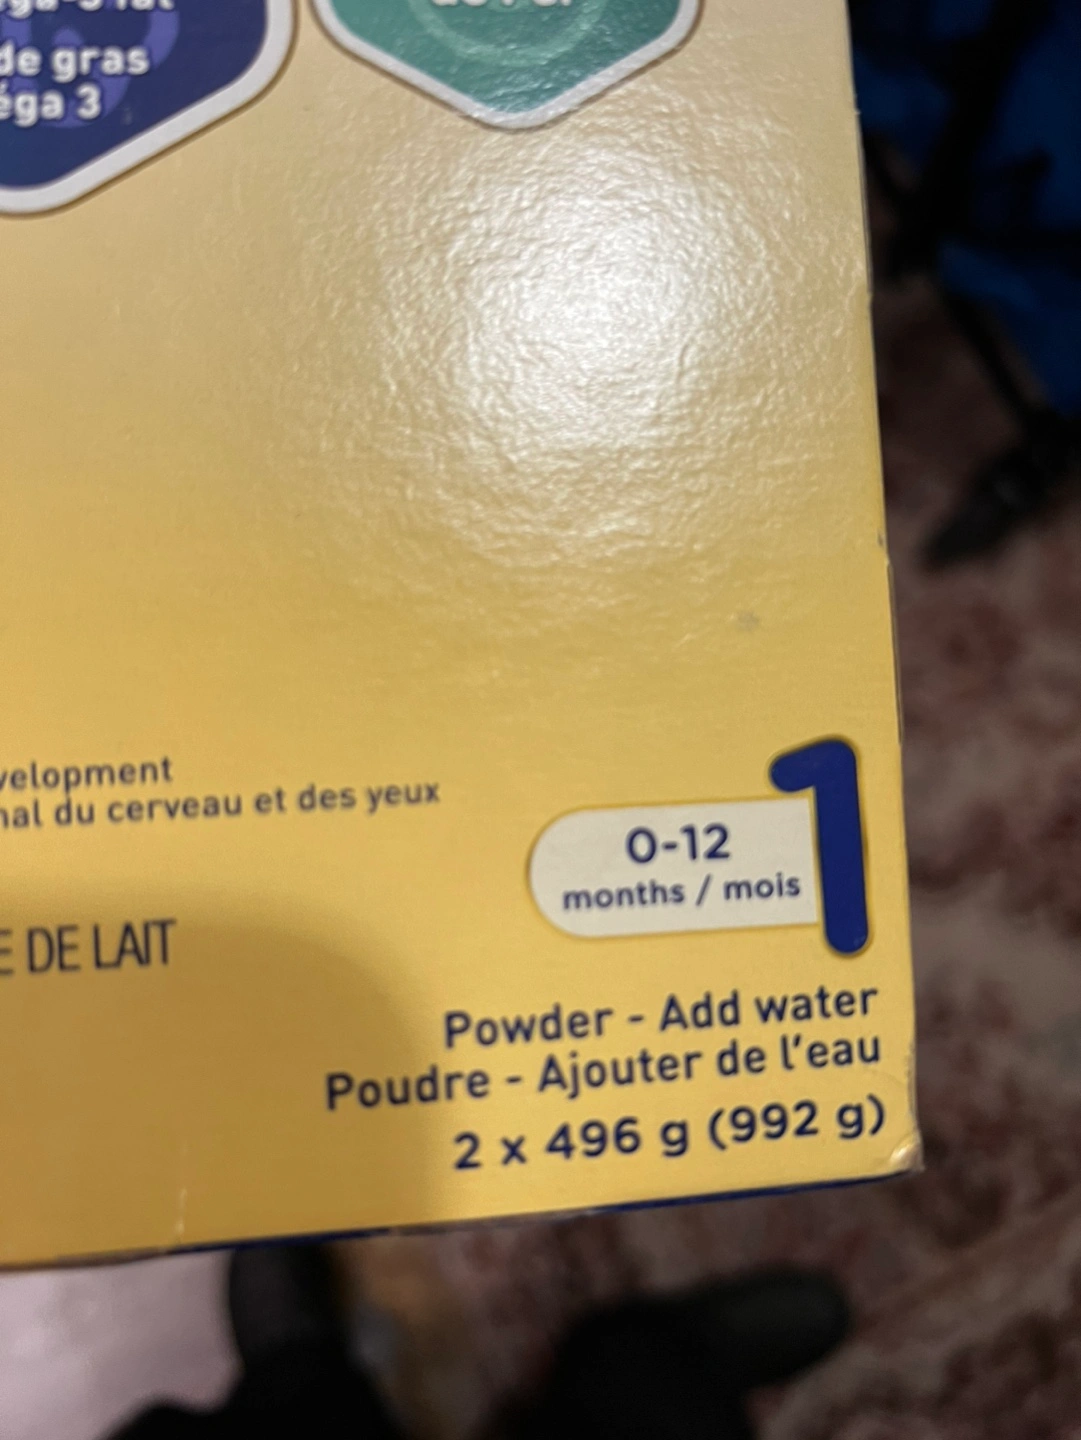 de gras
éga 3
velopment
nal du cerveau et des yeux
1
0-12
months / mois
E DE LAIT
Powder - Add water
Poudre - Ajouter de l'eau
2 x 496 g (992 g)